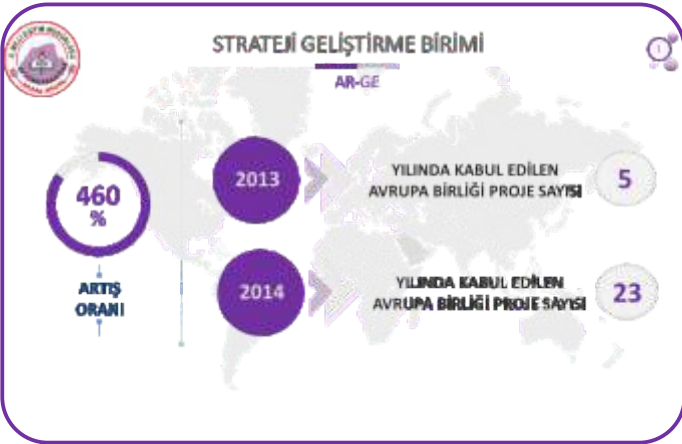 STRATEJİ GELİŞTİRME BİRİMİ
AR-GE
460
%
ARTIŞ
ORANI
2013
YILINDA KABUL EDİLEN
AVRUPA BİRLİĞİ PROJE SAYISI
5
2014
YILINDA KABUL EDİLEN
AVRUPA BİRLİĞİ PROJE SAYISI
23